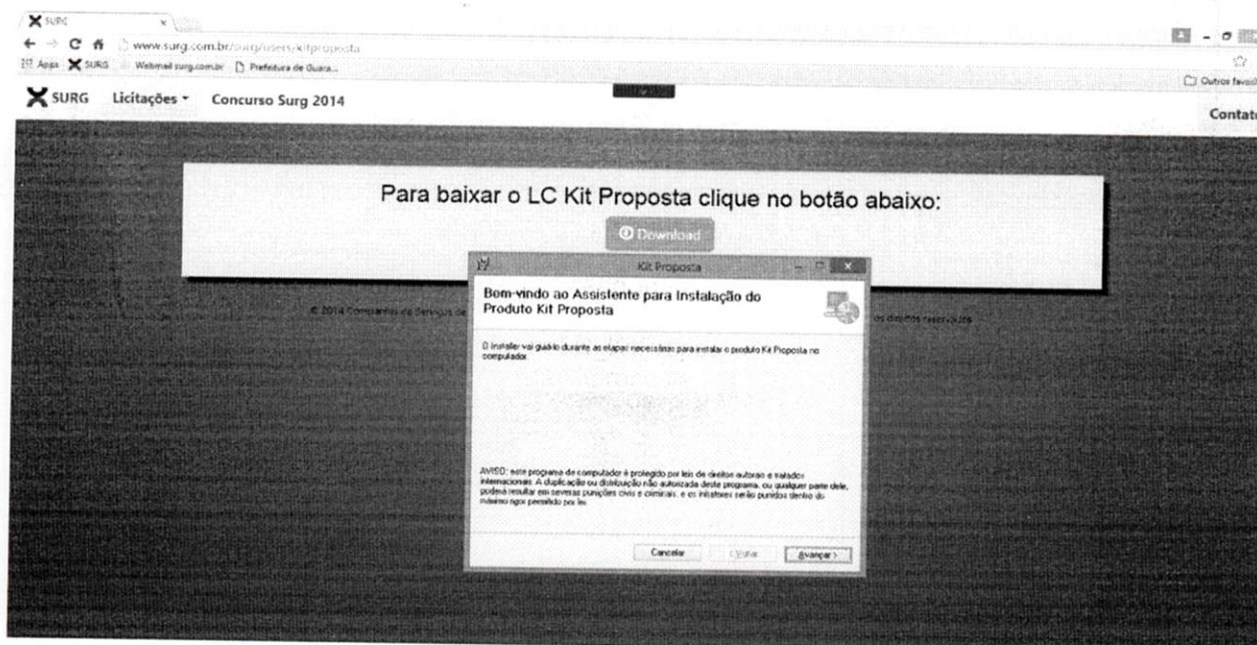 SURG
www.surg.com.br/surg/users/kitproposta
Apps SURG Webmail surg.com.br Prefeitura de Guara...
Outros favori
SURG Licitações Concurso Surg 2014
Contato
Para baixar o LC Kit Proposta clique no botão abaixo:
Download
Kit Proposta
Bem-vindo ao Assistente para Instalação do
Produto Kit Proposta
© 2014 Companhia de Serviços de
os direitos reservados
O Installer vai guiá-lo durante as etapas necessárias para instalar o produto Kit Proposta no
computador.
AVISO: este programa de computador é protegido por leis de direitos autorais e tratados
internacionais. A duplicação ou distribuição não autorizada deste programa, ou qualquer parte dele,
poderá resultar em severas punições civis e criminais, e os infratores serão punidos dentro do
máximo rigor permitido por lei.
Cancelar < Voltar Avançar >